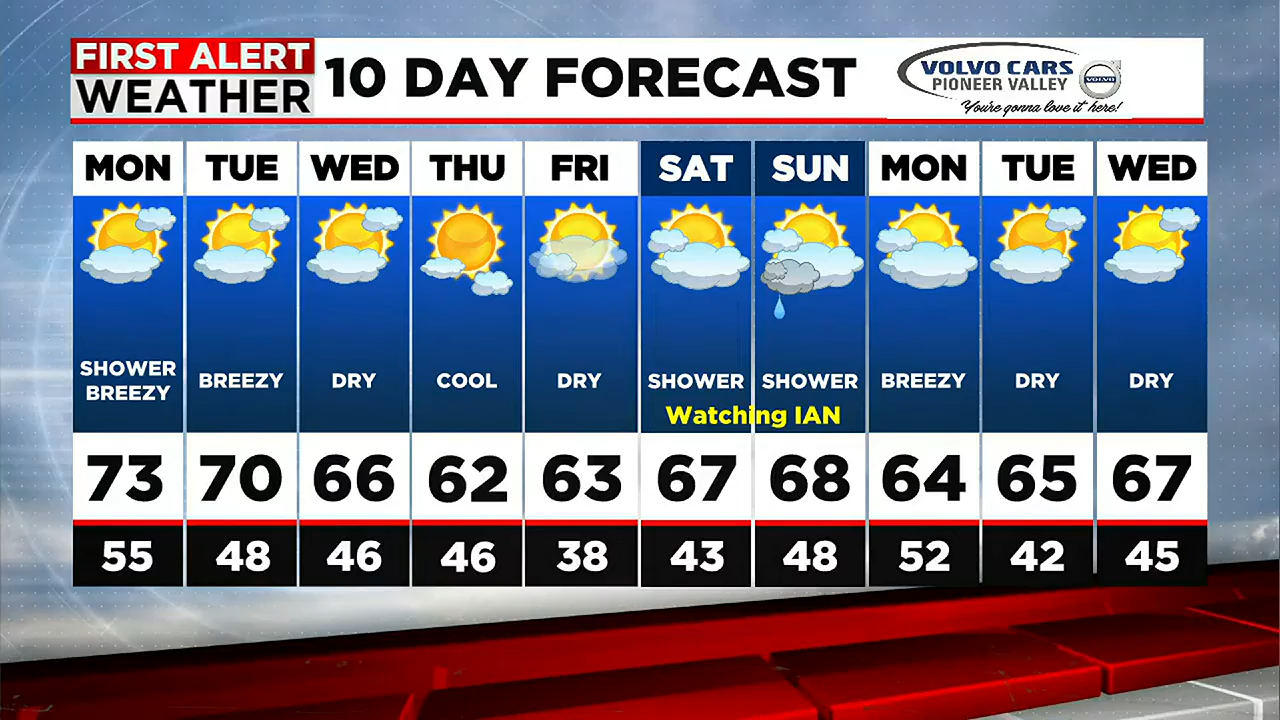 FIRST ALERT
WEATHER
10 DAY FORECAST
VOLVO CARS
PIONEER VALLEY
VOLVO
You're gonna love it here!
MON TUE WED THU FRI SAT SUN MON TUE WED
SHOWER BREEZY
BREEZY
DRY
COOL
DRY
SHOWER
SHOWER
BREEZY
DRY
DRY
Watching IAN
73 70 66 62 63 67 68 64 65 67
55 48 46 46 38 43 48 52 42 45